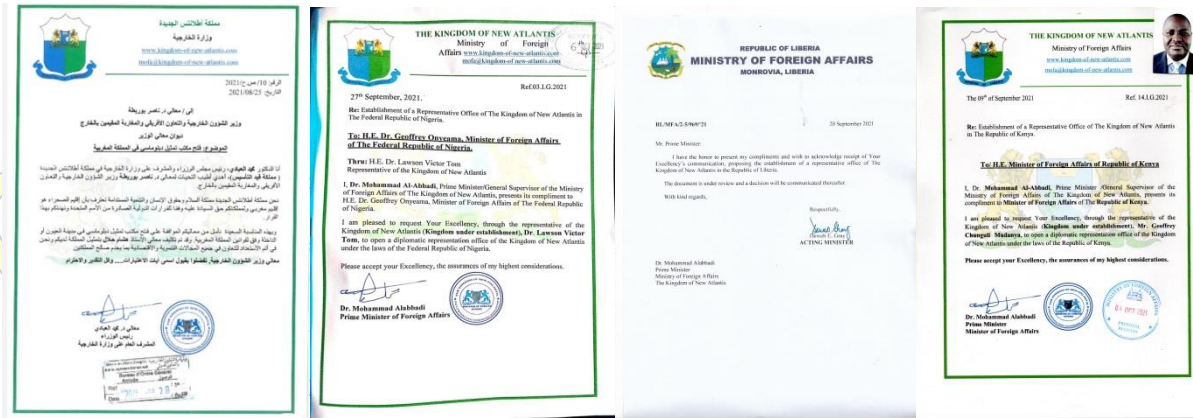 مملكة أطلانتس الجديدة
وزارة الخارجية
www.kingdom-of-new-atlantis.com
mofa@kingdom-of-new-atlantis.com
التاريخ: 2021/08/25
إلى / معالي د. ناصر بوريطة
وزير الشؤون الخارجية والتعاون الأفريقي والمغاربة المقيمين بالخارج
ديوان معالي الوزير
الموضوع: فتح مكتب تمثيل دبلوماسي في المملكة المغربية
معالي د. كهد العبادي
رئيس الوزراء
المشرف العام على وزارة الخارجية
Bureau d'Ordre Général
THE KINGDOM OF NEW ATLANTIS
Ministry of Foreign
Affairs www.kingdom-of-new-atlantis.com
mofa@kingdom-of-new-atlantis.com
Ref.03.I.G.2021
27th September, 2021.
Re: Establishment of a Representative Office of The Kingdom of New Atlantis in
The Federal Republic of Nigeria.
To: H.E. Dr. Geoffrey Onyeama, Minister of Foreign Affairs
of The Federal Republic of Nigeria.
Thru: H.E. Dr. Lawson Victor Tom
Representative of the Kingdom of New Atlantis
I, Dr. Mohammad Al-Abbadi, Prime Minister/General Supervisor of the Ministry
of Foreign Affairs of The Kingdom of New Atlantis, presents its compliment to
H.E. Dr. Geoffrey Onyeama, Minister of Foreign Affairs of The Federal Republic
of Nigeria.
I am pleased to request Your Excellency, through the representative of the
Kingdom of New Atlantis (Kingdom under establishment), Dr. Lawson Victor
Tom, to open a diplomatic representation office of the Kingdom of New Atlantis
under the laws of the Federal Republic of Nigeria.
Please accept your Excellency, the assurances of my highest considerations.
Dr. Mohammad Alabbadi
Prime Minister of Foreign Affairs
REPUBLIC OF LIBERIA
MINISTRY OF FOREIGN AFFAIRS
MONROVIA, LIBERIA
RL/MFA/2-5/969/'21
20 September 2021
Mr. Prime Minister:
I have the honor to present my compliments and wish to acknowledge receipt of Your
Excellency's communication, proposing the establishment of a representative office of The
Kingdom of New Atlantis in the Republic of Liberia.
The document is under review and a decision will be communicated thereafter.
With kind regards,
Respectfully,
ACTING MINISTER
Dr. Mohammad Alabbadi
Prime Minister
Ministry of Foreign Affairs
The Kingdom of New Atlantis
THE KINGDOM OF NEW ATLANTIS
Ministry of Foreign Affairs
www.kingdom-of-new-atlantis.com
mofa@kingdom-of-new-atlantis.com
The 09th of September 2021
Ref. 14.I.G.2021
Re: Establishment of a Representative Office of The Kingdom of New Atlantis
in The Republic of Kenya.
To/ H.E. Minister of Foreign Affairs of Republic of Kenya
I, Dr. Mohammad Alabbadi, Prime Minister /General Supervisor of the
Ministry of Foreign Affairs of The Kingdom of New Atlantis, presents its
compliment to Minister of Foreign Affairs of The Republic of Kenya.
I am pleased to request Your Excellency, through the representative of the
Kingdom of New Atlantis (Kingdom under establishment), Mr. Geoffrey
Chunguli Mudanya, to open a diplomatic representation office of the Kingdom
of New Atlantis under the laws of the Republic of Kenya.
Please accept your Excellency, the assurances of my highest considerations.
Dr. Mohammad Alabbadi
Prime Minister
Minister of Foreign Affairs
01 OCT 2021